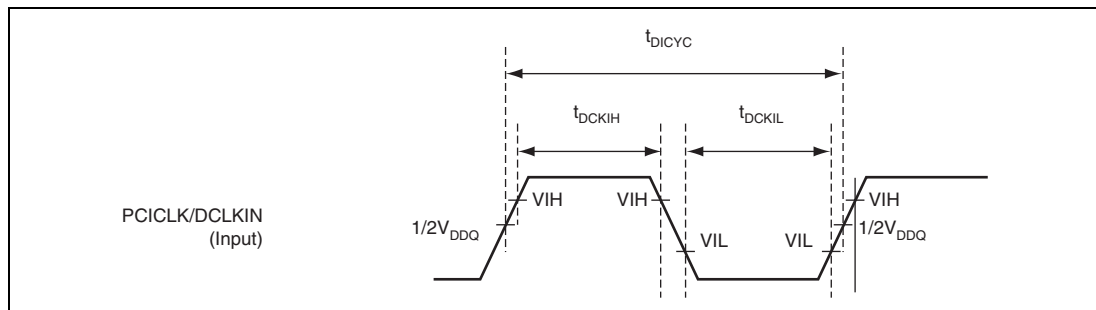 tDICYC
tDCKIH
tDCKIL
PCICLK/DCLKIN
(Input)
1/2VDDQ
VIH
VIH
VIL
VIL
VIH
1/2VDDQ